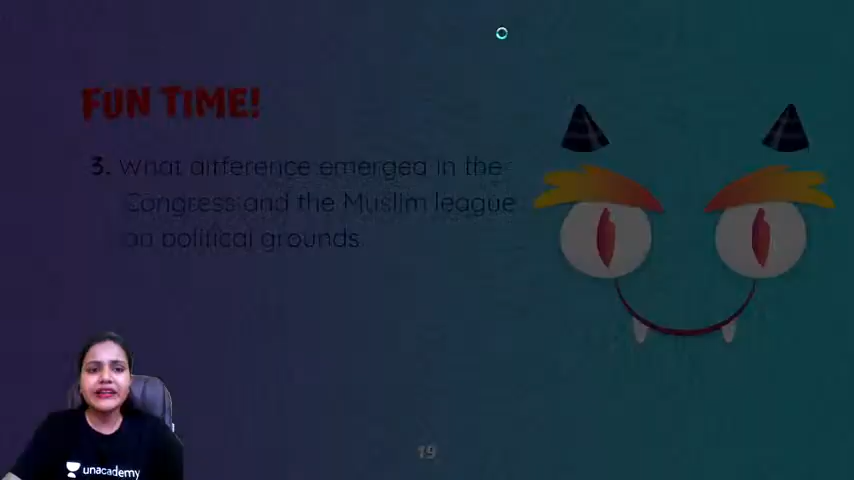 FUN TIME!
3. What difference emerged in the
Congress and the Muslim league
on political grounds.
unacademy
19